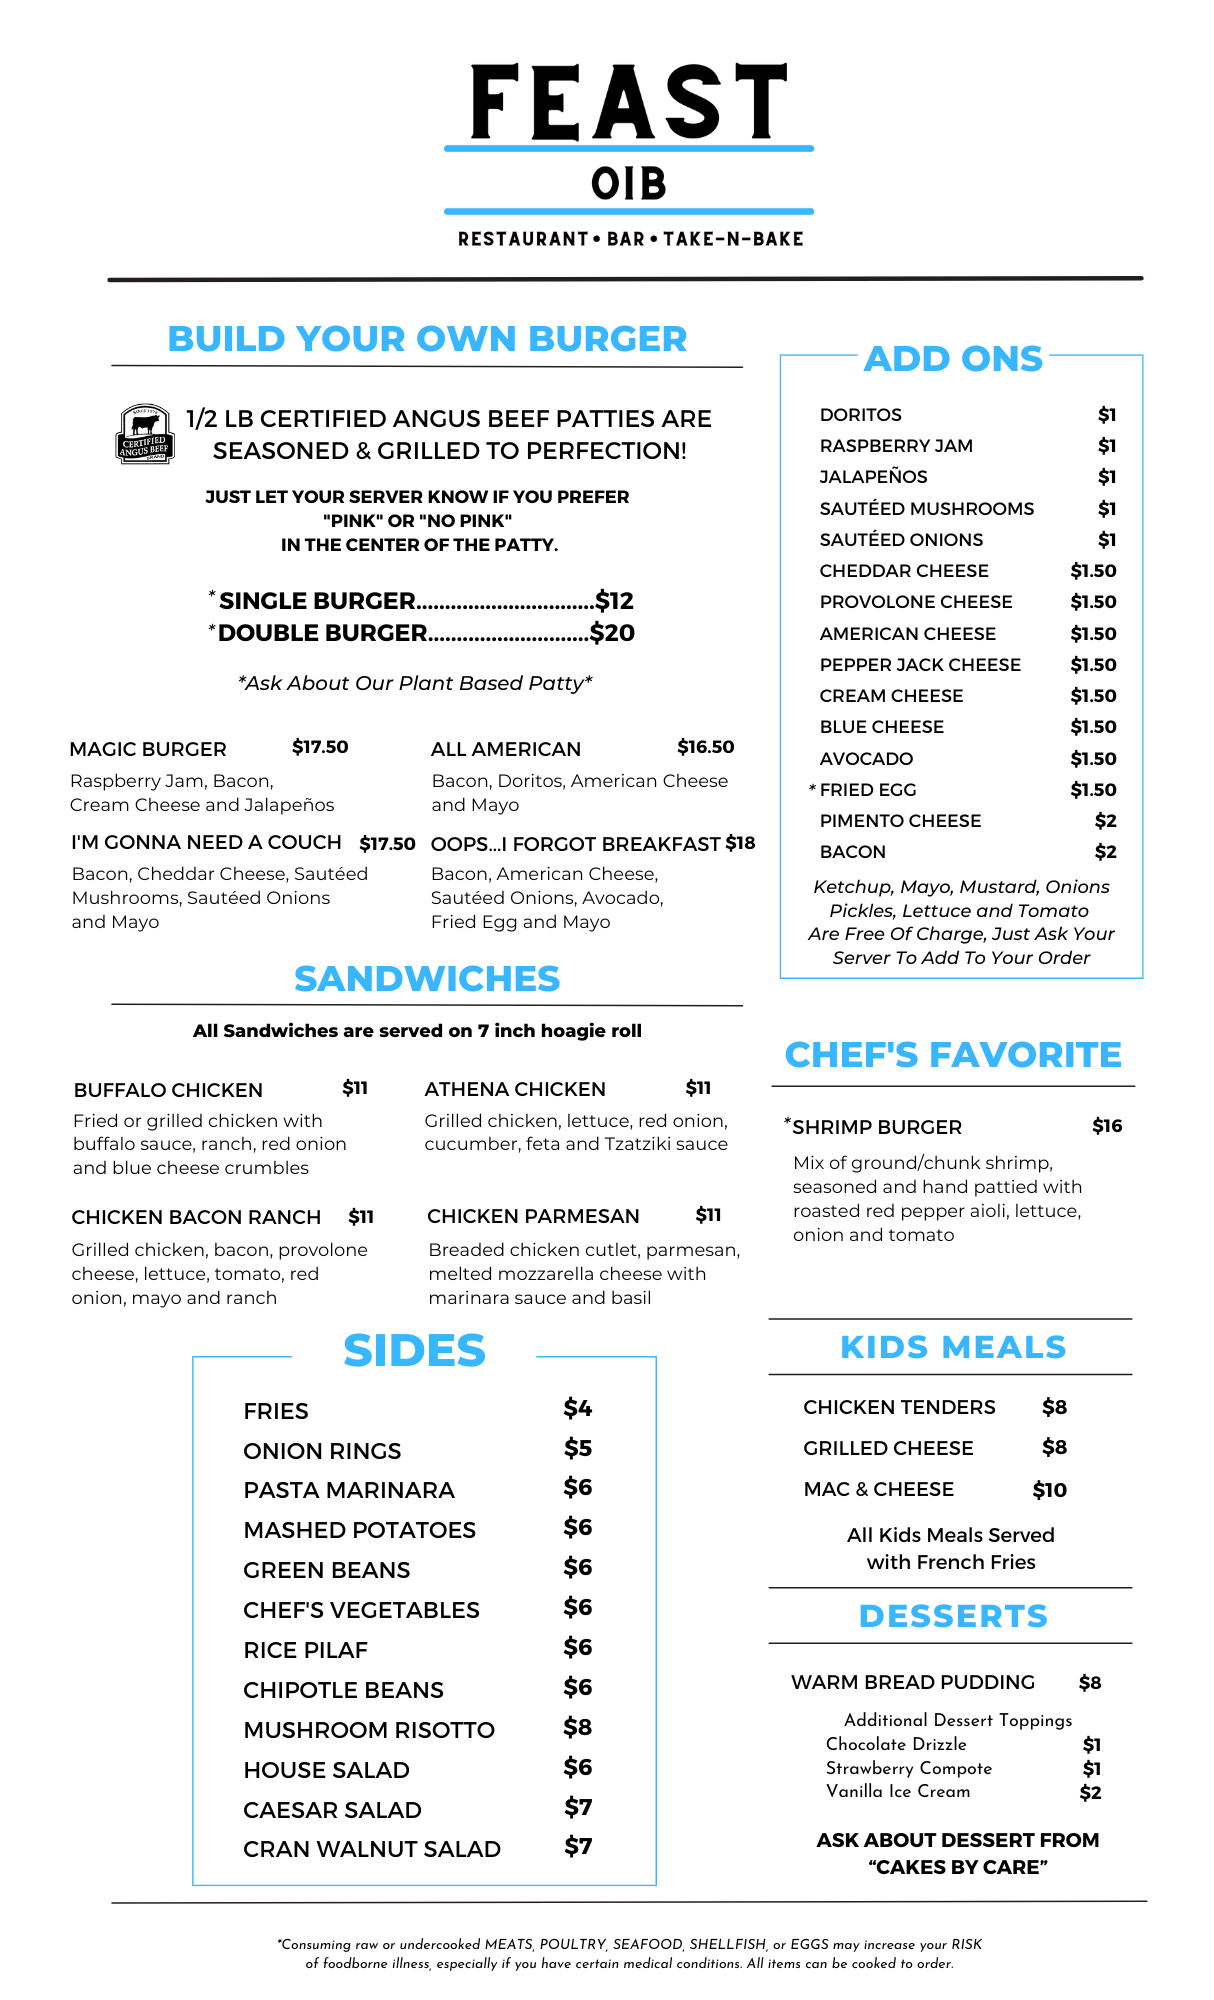 FEAST
OIB
RESTAURANT • BAR • TAKE-N-BAKE
BUILD YOUR OWN BURGER
SINCE 1978
CERTIFIED
ANGUS BEEF
BRAND
1/2 LB CERTIFIED ANGUS BEEF PATTIES ARE
SEASONED & GRILLED TO PERFECTION!
JUST LET YOUR SERVER KNOW IF YOU PREFER
"PINK" OR "NO PINK"
IN THE CENTER OF THE PATTY.
*SINGLE BURGER...............................$12
*DOUBLE BURGER............................$20
*Ask About Our Plant Based Patty*
MAGIC BURGER $17.50
Raspberry Jam, Bacon,
Cream Cheese and Jalapeños
ALL AMERICAN $16.50
Bacon, Doritos, American Cheese
and Mayo
I'M GONNA NEED A COUCH $17.50
Bacon, Cheddar Cheese, Sautéed
Mushrooms, Sautéed Onions
and Mayo
OOPS...I FORGOT BREAKFAST $18
Bacon, American Cheese,
Sautéed Onions, Avocado,
Fried Egg and Mayo
ADD ONS
DORITOS $1
RASPBERRY JAM $1
JALAPEÑOS $1
SAUTÉED MUSHROOMS $1
SAUTÉED ONIONS $1
CHEDDAR CHEESE $1.50
PROVOLONE CHEESE $1.50
AMERICAN CHEESE $1.50
PEPPER JACK CHEESE $1.50
CREAM CHEESE $1.50
BLUE CHEESE $1.50
AVOCADO $1.50
* FRIED EGG $1.50
PIMENTO CHEESE $2
BACON $2
Ketchup, Mayo, Mustard, Onions
Pickles, Lettuce and Tomato
Are Free Of Charge, Just Ask Your
Server To Add To Your Order
SANDWICHES
All Sandwiches are served on 7 inch hoagie roll
BUFFALO CHICKEN $11
Fried or grilled chicken with
buffalo sauce, ranch, red onion
and blue cheese crumbles
ATHENA CHICKEN $11
Grilled chicken, lettuce, red onion,
cucumber, feta and Tzatziki sauce
CHICKEN BACON RANCH $11
Grilled chicken, bacon, provolone
cheese, lettuce, tomato, red
onion, mayo and ranch
CHICKEN PARMESAN $11
Breaded chicken cutlet, parmesan,
melted mozzarella cheese with
marinara sauce and basil
CHEF'S FAVORITE
*SHRIMP BURGER $16
Mix of ground/chunk shrimp,
seasoned and hand pattied with
roasted red pepper aioli, lettuce,
onion and tomato
SIDES
FRIES $4
ONION RINGS $5
PASTA MARINARA $6
MASHED POTATOES $6
GREEN BEANS $6
CHEF'S VEGETABLES $6
RICE PILAF $6
CHIPOTLE BEANS $6
MUSHROOM RISOTTO $8
HOUSE SALAD $6
CAESAR SALAD $7
CRAN WALNUT SALAD $7
KIDS MEALS
CHICKEN TENDERS $8
GRILLED CHEESE $8
MAC & CHEESE $10
All Kids Meals Served
with French Fries
DESSERTS
WARM BREAD PUDDING $8
Additional Dessert Toppings
Chocolate Drizzle $1
Strawberry Compote $1
Vanilla Ice Cream $2
ASK ABOUT DESSERT FROM
“CAKES BY CARE”
*Consuming raw or undercooked MEATS, POULTRY, SEAFOOD, SHELLFISH, or EGGS may increase your RISK
of foodborne illness, especially if you have certain medical conditions. All items can be cooked to order.